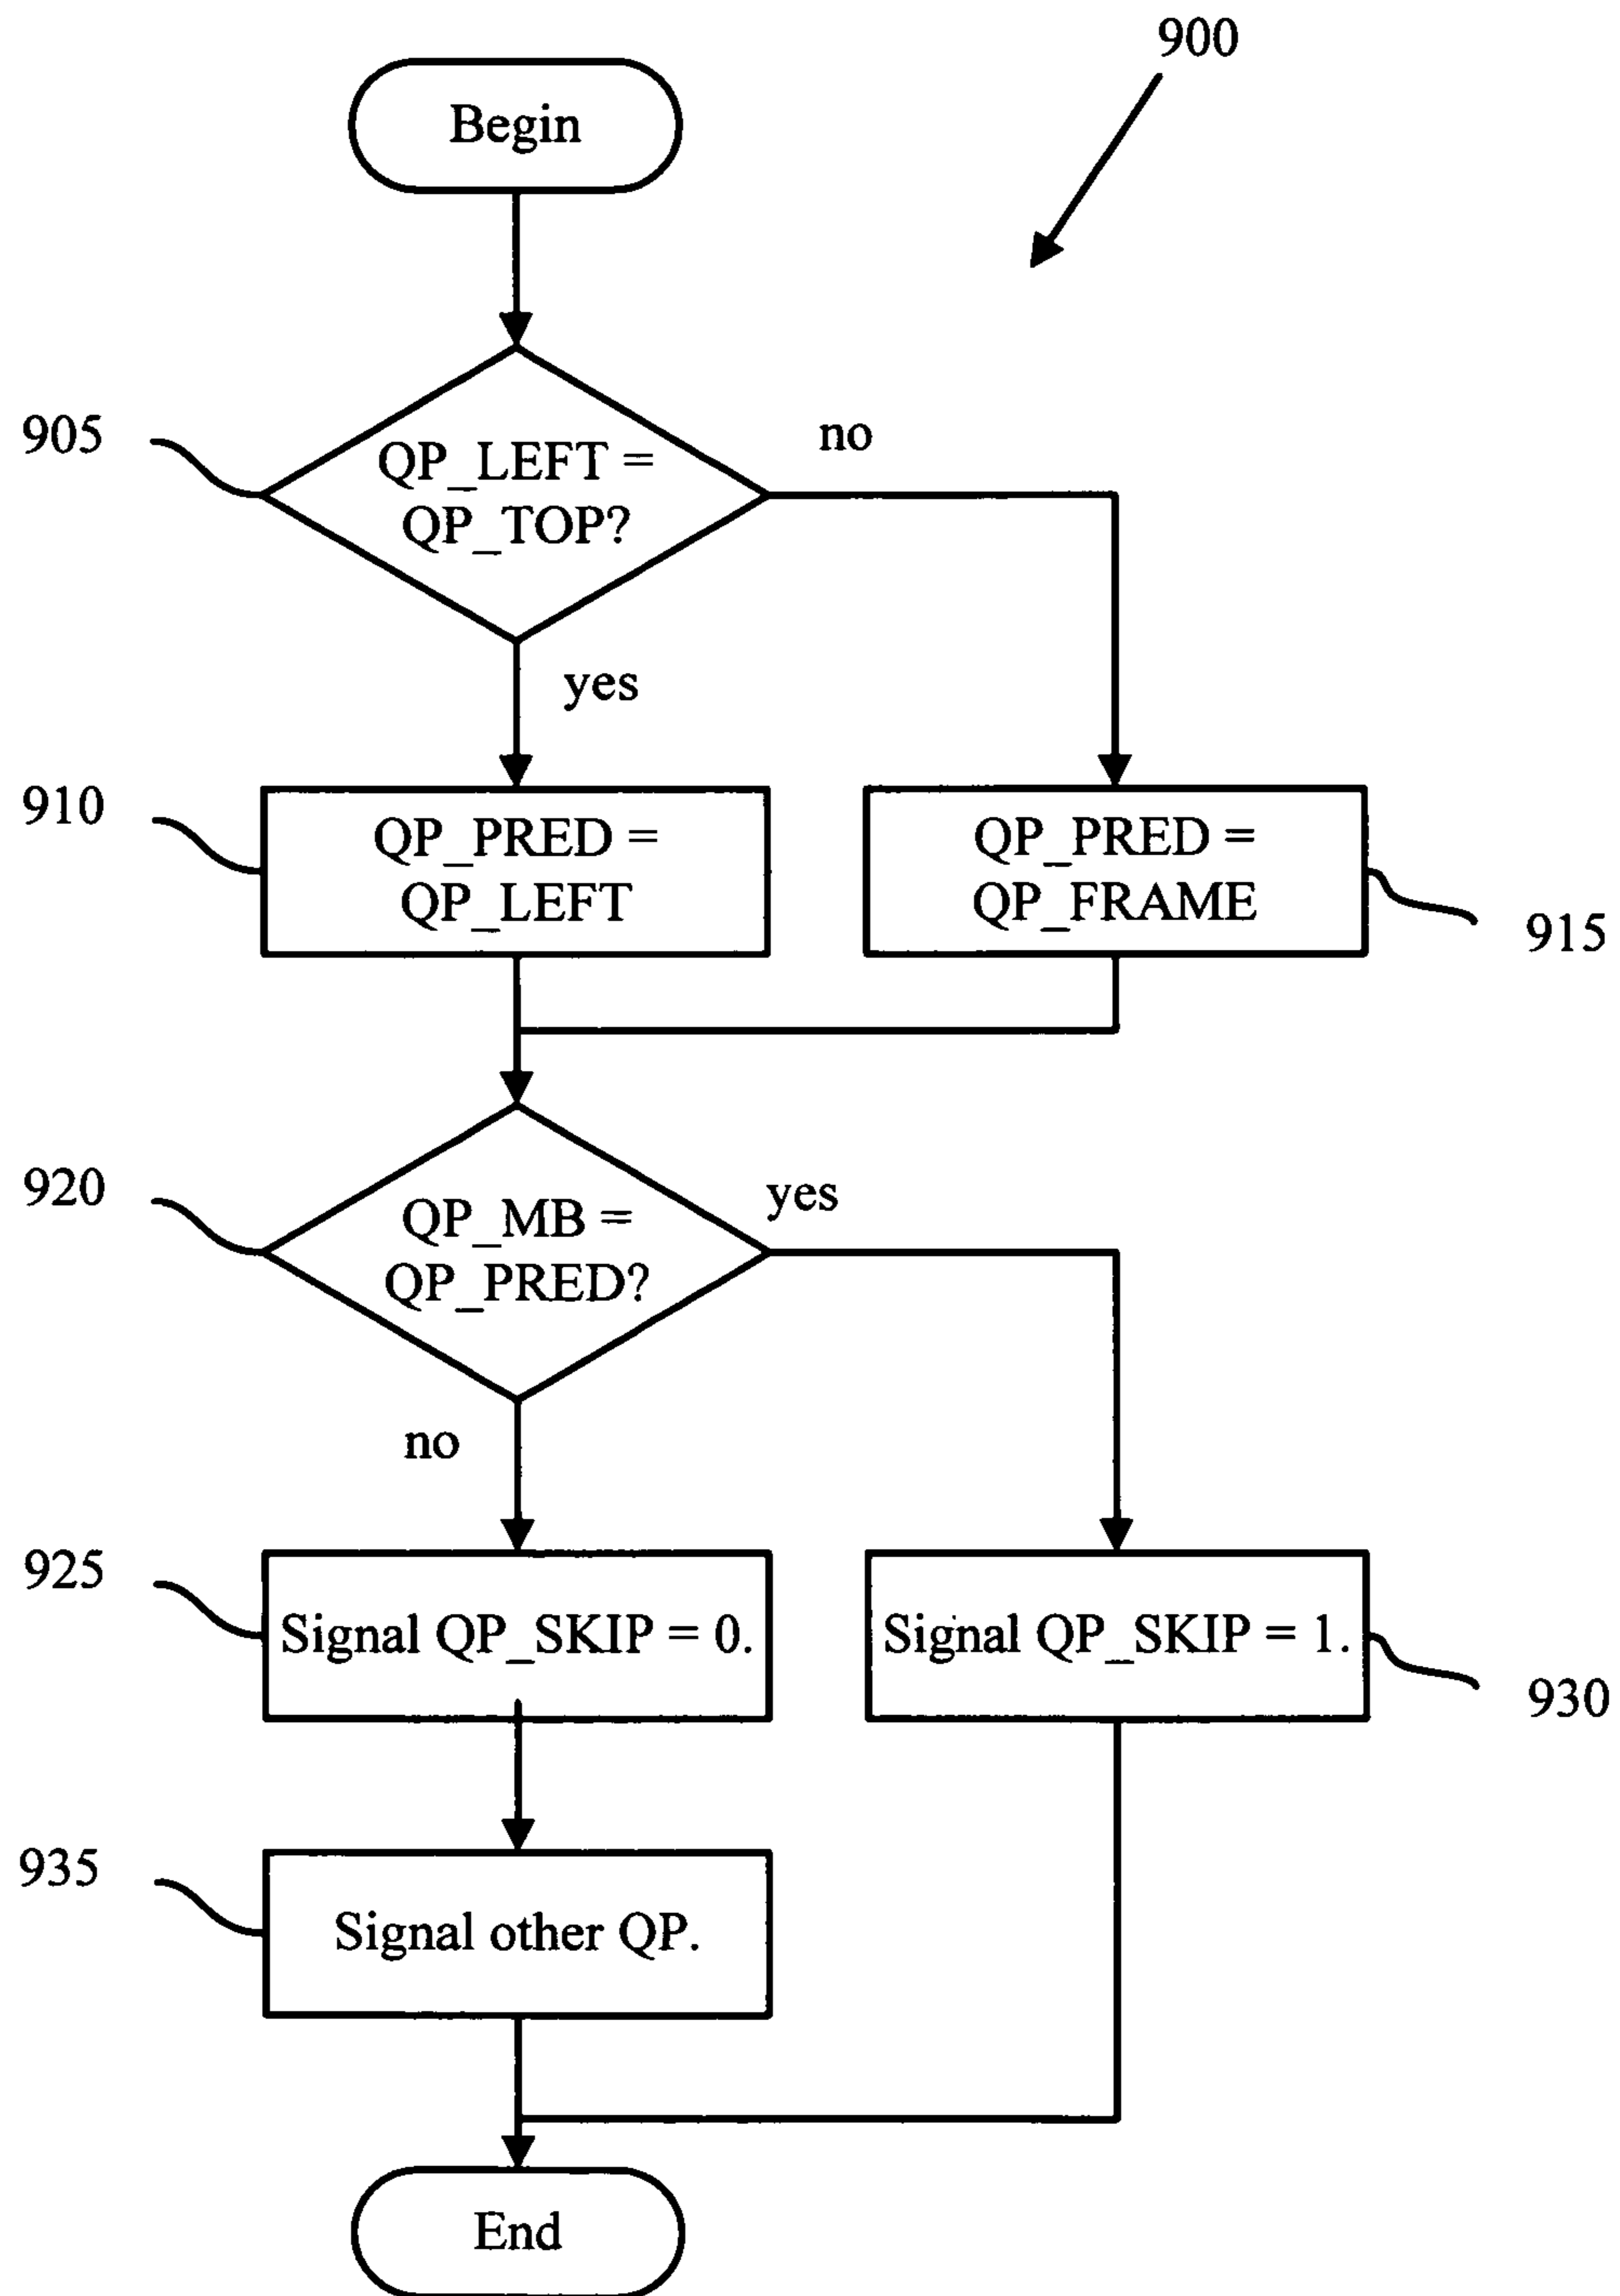 900
Begin
905
QP_LEFT =
QP_TOP?
no
yes
910
QP_PRED =
QP_LEFT
QP_PRED =
QP_FRAME
915
920
QP_MB =
QP_PRED?
yes
no
925
Signal QP_SKIP = 0.
Signal QP_SKIP = 1.
930
935
Signal other QP.
End